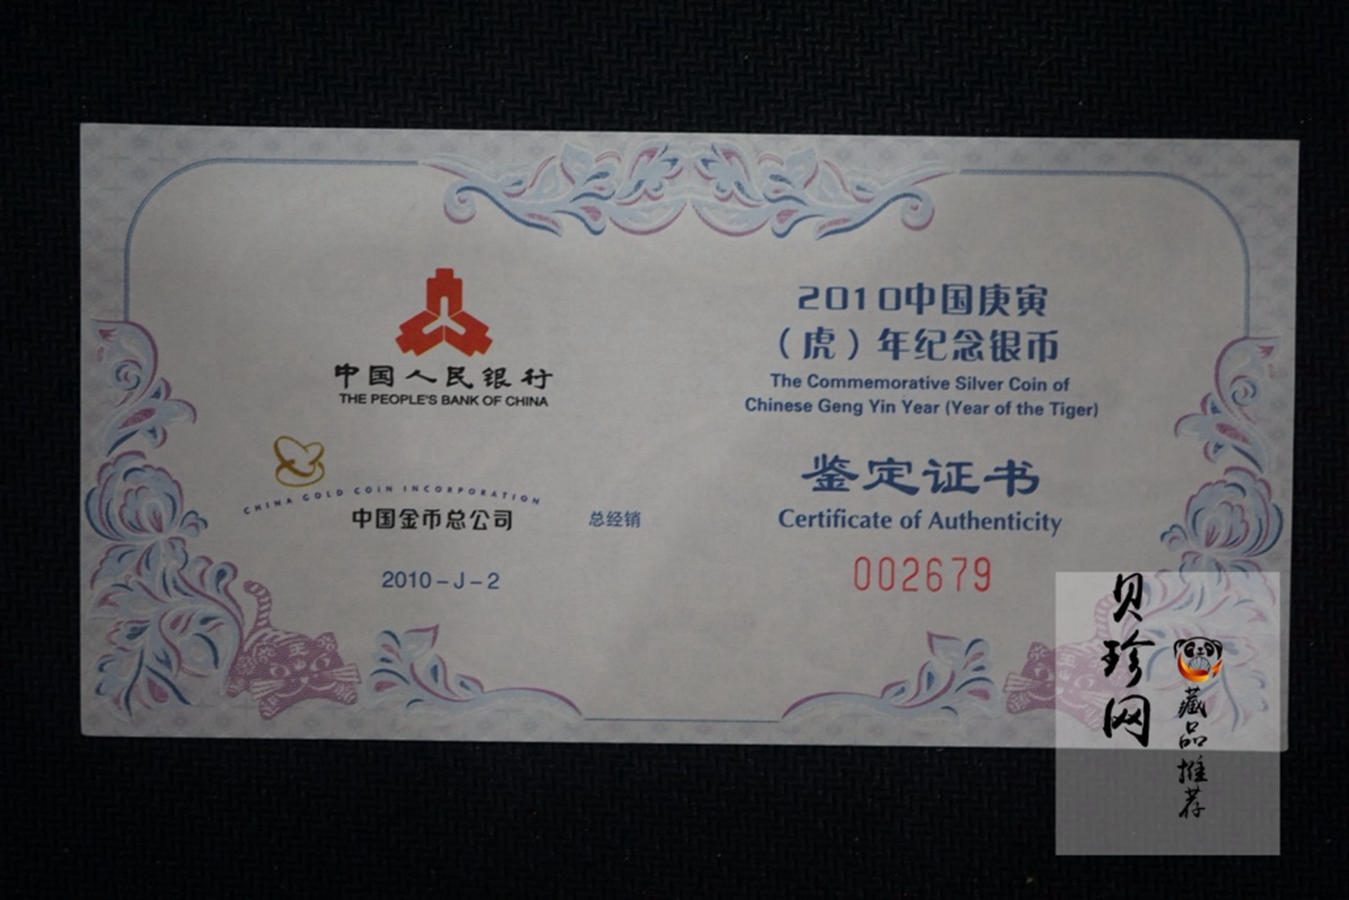 中国人民银行
THE PEOPLE'S BANK OF CHINA
CHINA GOLD COIN INCORPORATION
中国金币总公司
总经销
2010-J-2
2010中国庚寅
（虎）年纪念银币
The Commemorative Silver Coin of
Chinese Geng Yin Year (Year of the Tiger)
鉴定证书
Certificate of Authenticity
002679
王
王
贝珍网
藏品推荐